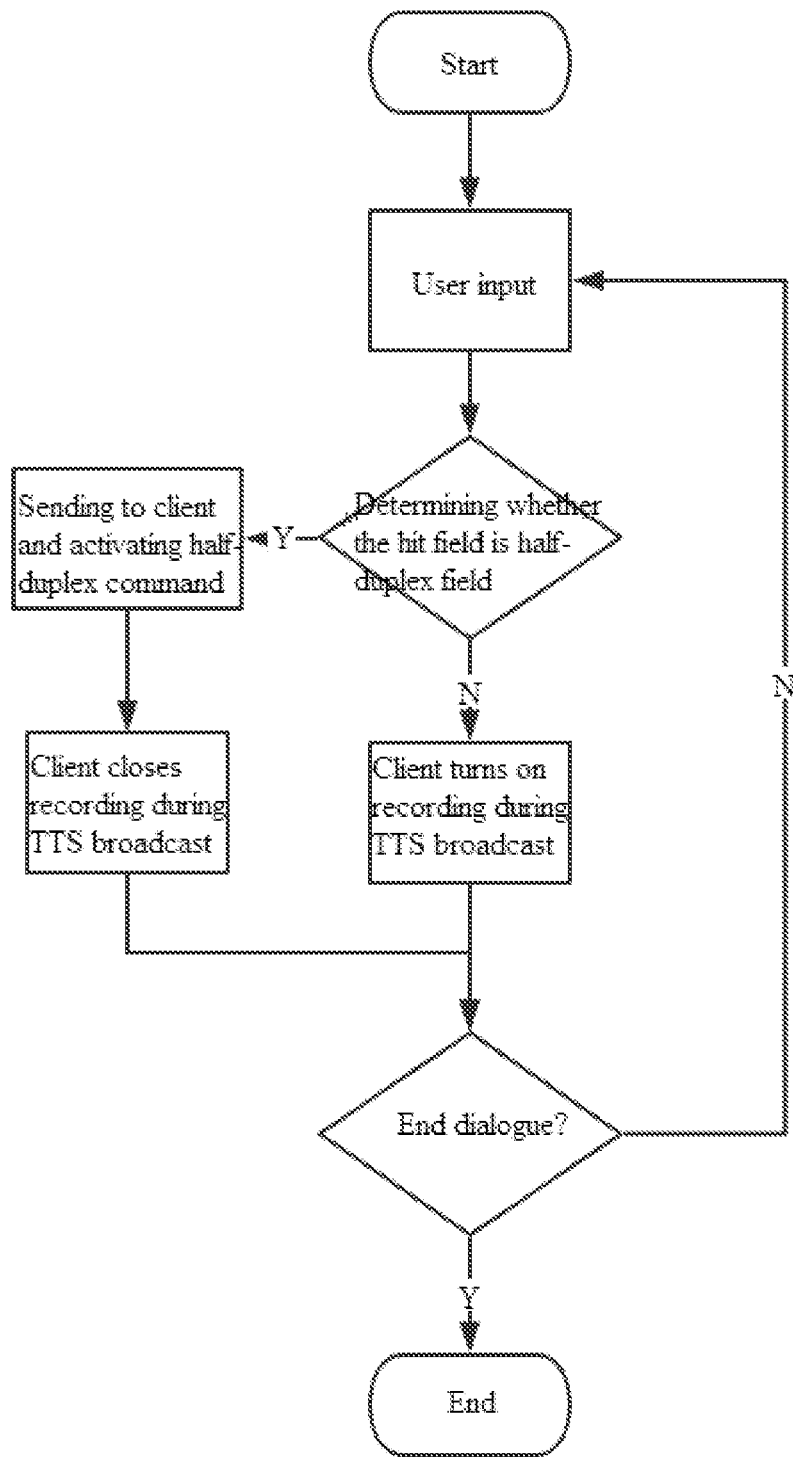 Start
User input
Determining whether
the hit field is half-
duplex field
Y
Sending to client
and activating half-
duplex command
N
Client closes
recording during
TTS broadcast
Client turns on
recording during
TTS broadcast
N
End dialogue?
Y
End